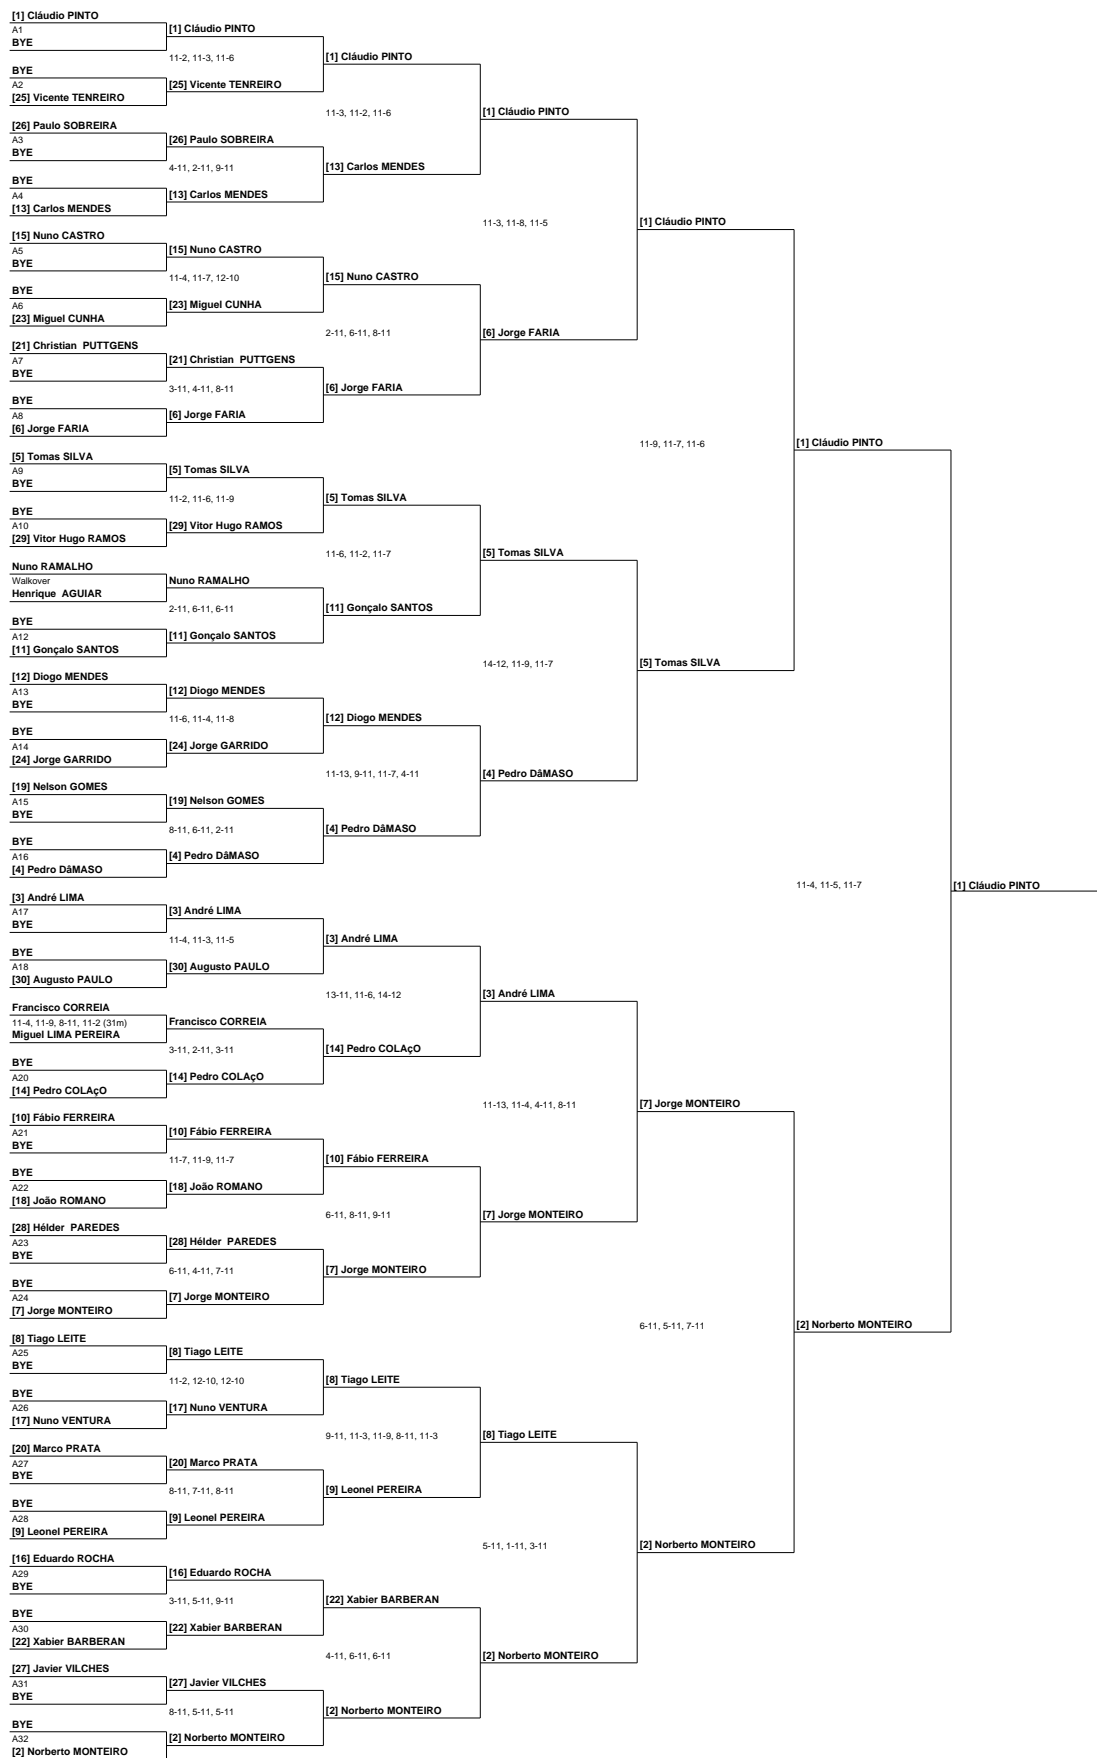 [1] Cláudio PINTO
A1
BYE
BYE
A2
[25] Vicente TENREIRO
[26] Paulo SOBREIRA
A3
BYE
BYE
A4
[13] Carlos MENDES
[15] Nuno CASTRO
A5
BYE
BYE
A6
[23] Miguel CUNHA
[21] Christian  PUTTGENS
A7
BYE
BYE
A8
[6] Jorge FARIA
[5] Tomas SILVA
A9
BYE
BYE
A10
[29] Vitor Hugo RAMOS
Nuno RAMALHO
Walkover
Henrique  AGUIAR
BYE
A12
[11] Gonçalo SANTOS
[12] Diogo MENDES
A13
BYE
BYE
A14
[24] Jorge GARRIDO
[19] Nelson GOMES
A15
BYE
BYE
A16
[4] Pedro DâMASO
[3] André LIMA
A17
BYE
BYE
A18
[30] Augusto PAULO
Francisco CORREIA
11-4, 11-9, 8-11, 11-2 (31m)
Miguel LIMA PEREIRA
BYE
A20
[14] Pedro COLAçO
[10] Fábio FERREIRA
A21
BYE
BYE
A22
[18] João ROMANO
[28] Hélder  PAREDES
A23
BYE
BYE
A24
[7] Jorge MONTEIRO
[8] Tiago LEITE
A25
BYE
BYE
A26
[17] Nuno VENTURA
[20] Marco PRATA
A27
BYE
BYE
A28
[9] Leonel PEREIRA
[16] Eduardo ROCHA
A29
BYE
BYE
A30
[22] Xabier BARBERAN
[27] Javier VILCHES
A31
BYE
BYE
A32
[2] Norberto MONTEIRO
[1] Cláudio PINTO
11-2, 11-3, 11-6
[25] Vicente TENREIRO
[26] Paulo SOBREIRA
4-11, 2-11, 9-11
[13] Carlos MENDES
[15] Nuno CASTRO
11-4, 11-7, 12-10
[23] Miguel CUNHA
[21] Christian  PUTTGENS
3-11, 4-11, 8-11
[6] Jorge FARIA
[5] Tomas SILVA
11-2, 11-6, 11-9
[29] Vitor Hugo RAMOS
Nuno RAMALHO
2-11, 6-11, 6-11
[11] Gonçalo SANTOS
[12] Diogo MENDES
11-6, 11-4, 11-8
[24] Jorge GARRIDO
[19] Nelson GOMES
8-11, 6-11, 2-11
[4] Pedro DâMASO
[3] André LIMA
11-4, 11-3, 11-5
[30] Augusto PAULO
Francisco CORREIA
3-11, 2-11, 3-11
[14] Pedro COLAçO
[10] Fábio FERREIRA
11-7, 11-9, 11-7
[18] João ROMANO
[28] Hélder  PAREDES
6-11, 4-11, 7-11
[7] Jorge MONTEIRO
[8] Tiago LEITE
11-2, 12-10, 12-10
[17] Nuno VENTURA
[20] Marco PRATA
8-11, 7-11, 8-11
[9] Leonel PEREIRA
[16] Eduardo ROCHA
3-11, 5-11, 9-11
[22] Xabier BARBERAN
[27] Javier VILCHES
8-11, 5-11, 5-11
[2] Norberto MONTEIRO
[1] Cláudio PINTO
11-3, 11-2, 11-6
[13] Carlos MENDES
[15] Nuno CASTRO
2-11, 6-11, 8-11
[6] Jorge FARIA
[5] Tomas SILVA
11-6, 11-2, 11-7
[11] Gonçalo SANTOS
[12] Diogo MENDES
11-13, 9-11, 11-7, 4-11
[4] Pedro DâMASO
[3] André LIMA
13-11, 11-6, 14-12
[14] Pedro COLAçO
[10] Fábio FERREIRA
6-11, 8-11, 9-11
[7] Jorge MONTEIRO
[8] Tiago LEITE
9-11, 11-3, 11-9, 8-11, 11-3
[9] Leonel PEREIRA
[22] Xabier BARBERAN
4-11, 6-11, 6-11
[2] Norberto MONTEIRO
[1] Cláudio PINTO
11-3, 11-8, 11-5
[6] Jorge FARIA
[5] Tomas SILVA
14-12, 11-9, 11-7
[4] Pedro DâMASO
[3] André LIMA
11-13, 11-4, 4-11, 8-11
[7] Jorge MONTEIRO
[8] Tiago LEITE
5-11, 1-11, 3-11
[2] Norberto MONTEIRO
[1] Cláudio PINTO
11-9, 11-7, 11-6
[5] Tomas SILVA
[7] Jorge MONTEIRO
6-11, 5-11, 7-11
[2] Norberto MONTEIRO
[1] Cláudio PINTO
11-4, 11-5, 11-7
[2] Norberto MONTEIRO
[1] Cláudio PINTO